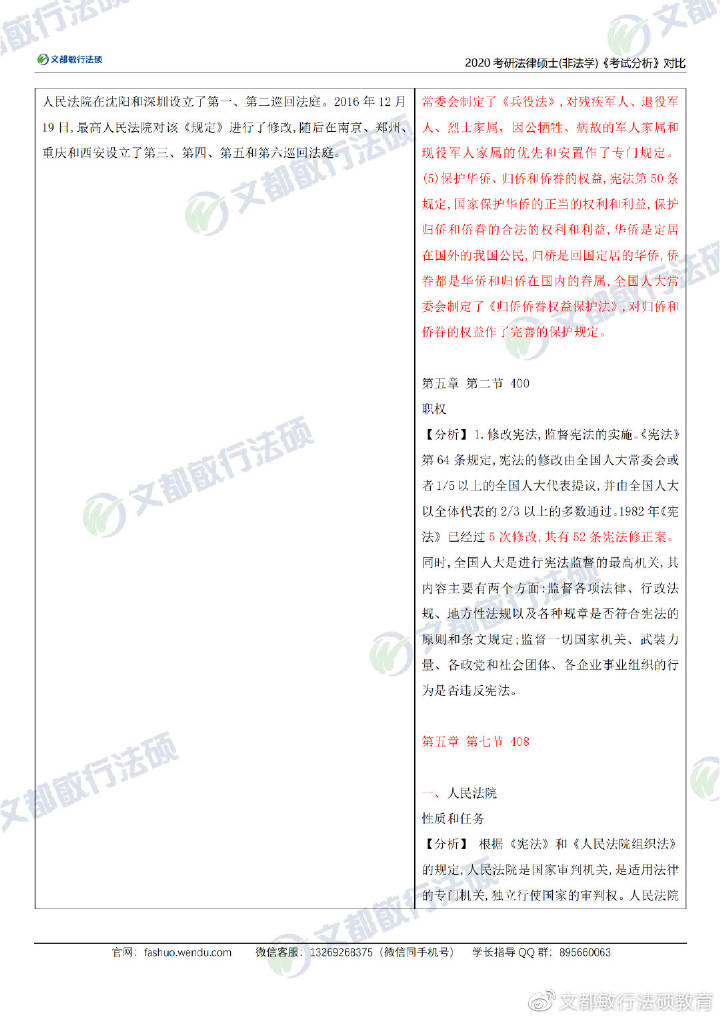 文都敏行法硕
2020 考研法律硕士(非法学)《考试分析》对比
人民法院在沈阳和深圳设立了第一、第二巡回法庭。2016 年 12 月
19 日,最高人民法院对该《规定》进行了修改,随后在南京、郑州、
重庆和西安设立了第三、第四、第五和第六巡回法庭。
常委会制定了《兵役法》,对残疾军人、退役军
人、烈士家属，因公牺牲、病故的军人家属和
现役军人家属的优先和安置作了专门规定。
(5)保护华侨、归侨和侨眷的权益,宪法第 50 条
规定,国家保护华侨的正当的权利和利益,保护
归侨和侨眷的合法的权利和利益,华侨是定居
在国外的我国公民,归桥是回国定居的华侨,侨
眷都是华侨和归侨在国内的眷属,全国人大常
委会制定了《归侨侨眷权益保护法》,对归侨和
侨眷的权益作了完善的保护规定。
第五章 第二节 400
职权
【分析】1.修改宪法,监督宪法的实施。《宪法》
第 64 条规定,宪法的修改由全国人大常委会或
者 1/5 以上的全国人大代表提议,并由全国人大
以全体代表的 2/3 以上的多数通过。1982 年《宪
法》已经过 5 次修改,共有 52 条宪法修正案。
同时,全国人大是进行宪法监督的最高机关,其
内容主要有两个方面:监督各项法律、行政法
规、地方性法规以及各种规章是否符合宪法的
原则和条文规定;监督一切国家机关、武装力
量、各政党和社会团体、各企业事业组织的行
为是否违反宪法。
第五章 第七节 408
一、人民法院
性质和任务
【分析】 根据《宪法》和《人民法院组织法》
的规定,人民法院是国家审判机关,是适用法律
的专门机关,独立行使国家的审判权。人民法院
官网：fashuo.wendu.com 微信客服：13269268375（微信同手机号） 学长指导 QQ 群：895660063
@文都敏行法硕教育